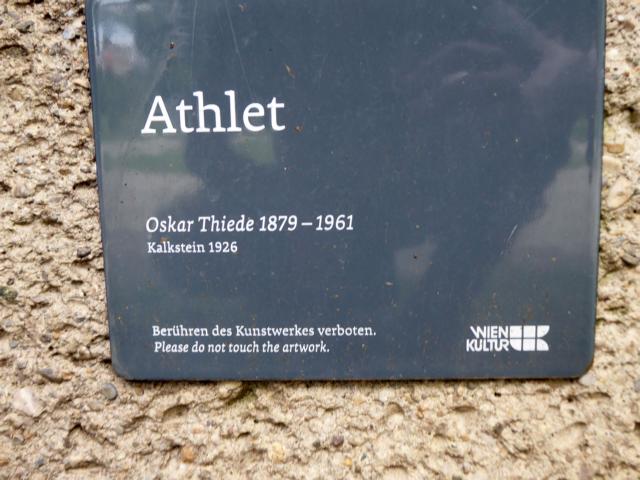 Athlet
Oskar Thiede 1879 – 1961
Kalkstein 1926
Berühren des Kunstwerkes verboten.
Please do not touch the artwork.
WIEN
KULTUR